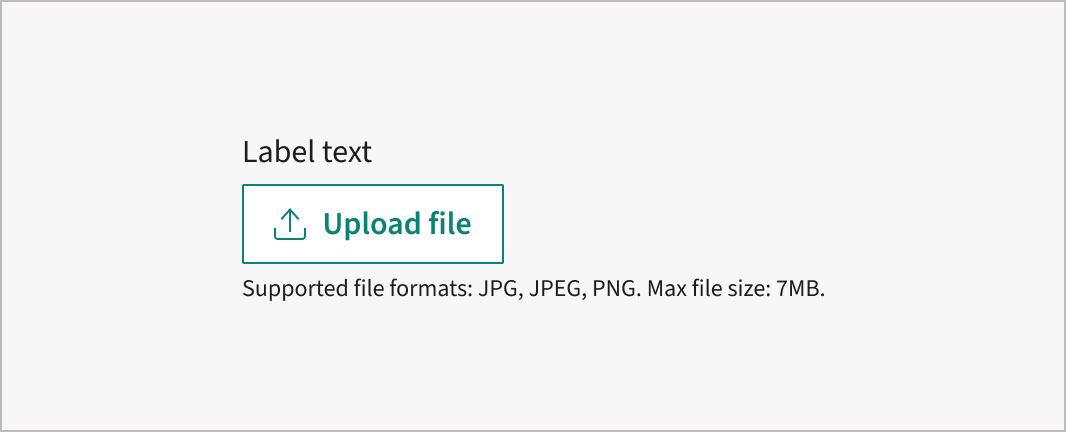 Label text
Upload file
Supported file formats: JPG, JPEG, PNG. Max file size: 7MB.